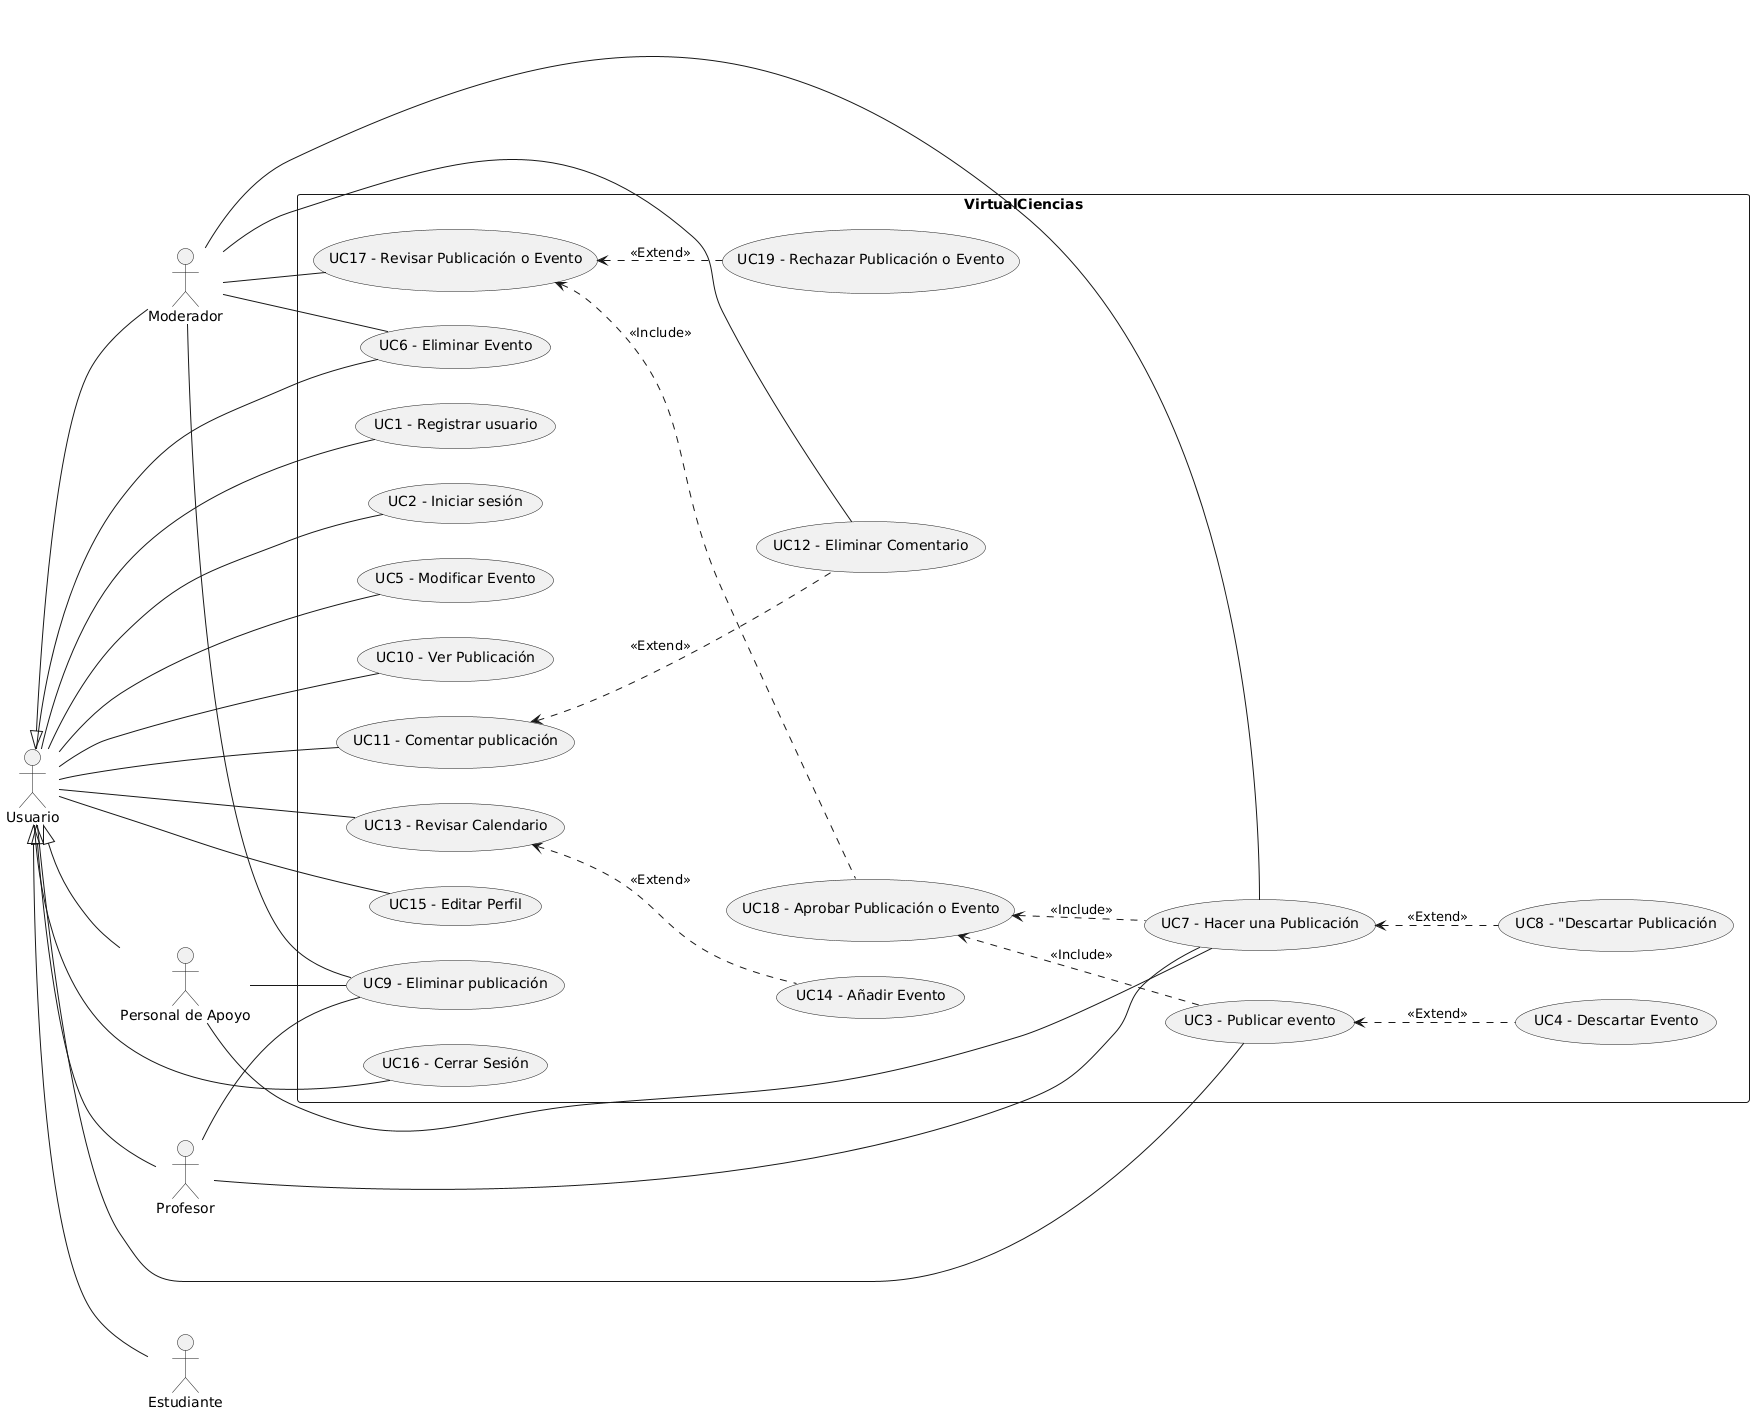 VirtualCiencias
UC17 - Revisar Publicación o Evento
«Extend»
UC19 - Rechazar Publicación o Evento
Moderador
«Include»
UC6 - Eliminar Evento
UC1 - Registrar usuario
UC2 - Iniciar sesión
UC12 - Eliminar Comentario
UC5 - Modificar Evento
«Extend»
UC10 - Ver Publicación
UC11 - Comentar publicación
Usuario
UC13 - Revisar Calendario
«Extend»
UC15 - Editar Perfil
UC18 - Aprobar Publicación o Evento
«Include»
UC7 - Hacer una Publicación
«Extend»
UC8 - "Descartar Publicación
«Include»
Personal de Apoyo
UC9 - Eliminar publicación
UC14 - Añadir Evento
UC3 - Publicar evento
«Extend»
UC4 - Descartar Evento
UC16 - Cerrar Sesión
Profesor
Estudiante